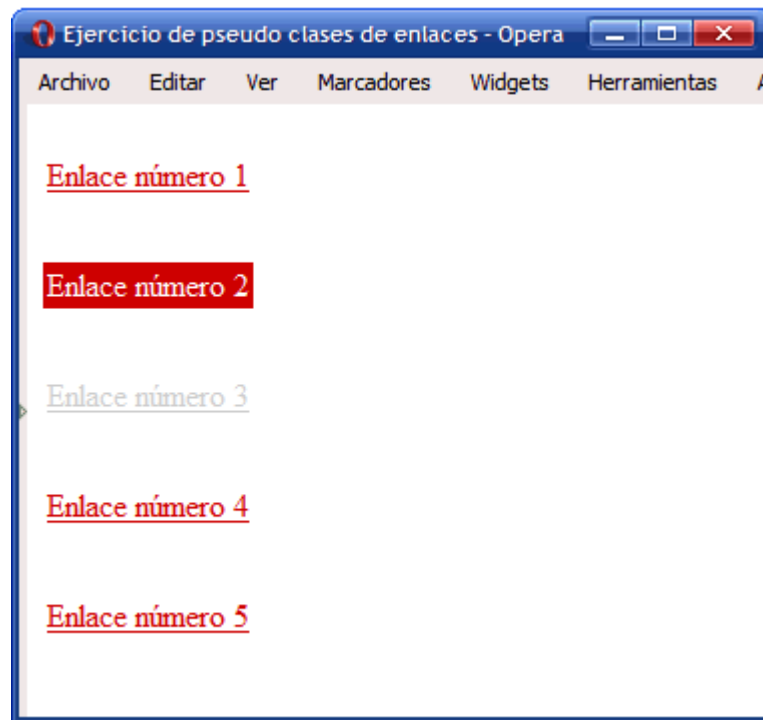 Ejercicio de pseudo clases de enlaces - Opera
Archivo Editar Ver Marcadores Widgets Herramientas A
Enlace número 1
Enlace número 2
Enlace número 3
Enlace número 4
Enlace número 5